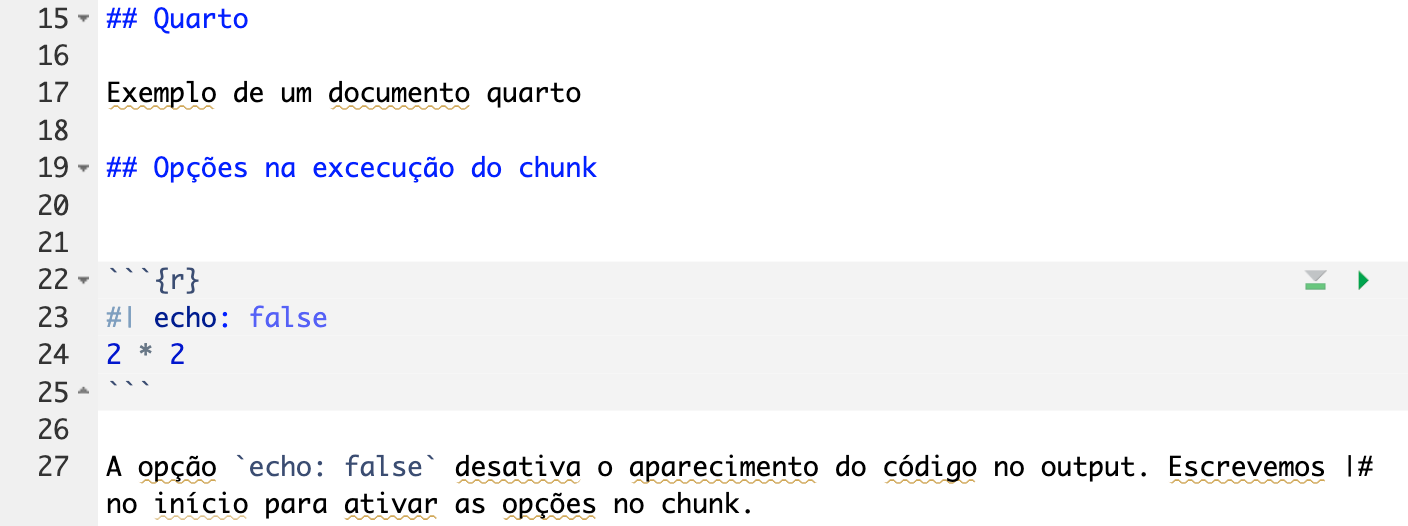 15 ## Quarto
16
17 Exemplo de um documento quarto
18
19 ## Opções na excecução do chunk
20
21
22 ```{r}
23 #| echo: false
24 2 * 2
25 ```
26
27 A opção `echo: false` desativa o aparecimento do código no output. Escrevemos |#
no início para ativar as opções no chunk.